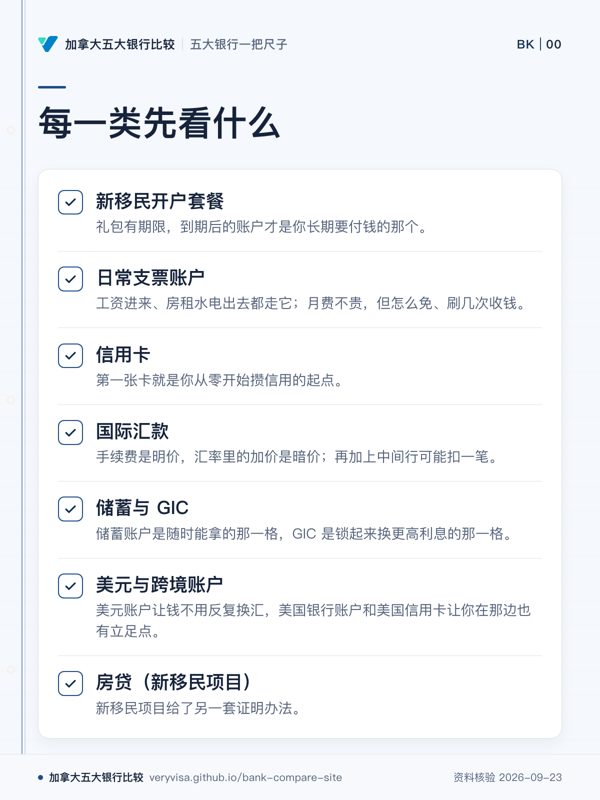 加拿大五大银行比较 | 五大银行一把尺子
BK | 00
每一类先看什么
新移民开户套餐
礼包有期限，到期后的账户才是你长期要付钱的那个。
日常支票账户
工资进来、房租水电出去都走它；月费不贵，但怎么免、刷几次收钱。
信用卡
第一张卡就是你从零开始攒信用的起点。
国际汇款
手续费是明价，汇率里的加价是暗价；再加上中间行可能扣一笔。
储蓄与 GIC
储蓄账户是随时能拿的那一格，GIC 是锁起来换更高利息的那一格。
美元与跨境账户
美元账户让钱不用反复换汇，美国银行账户和美国信用卡让你在那边也
有立足点。
房贷（新移民项目）
新移民项目给了另一套证明办法。
加拿大五大银行比较 veryvisa.github.io/bank-compare-site
资料核验 2026-09-23